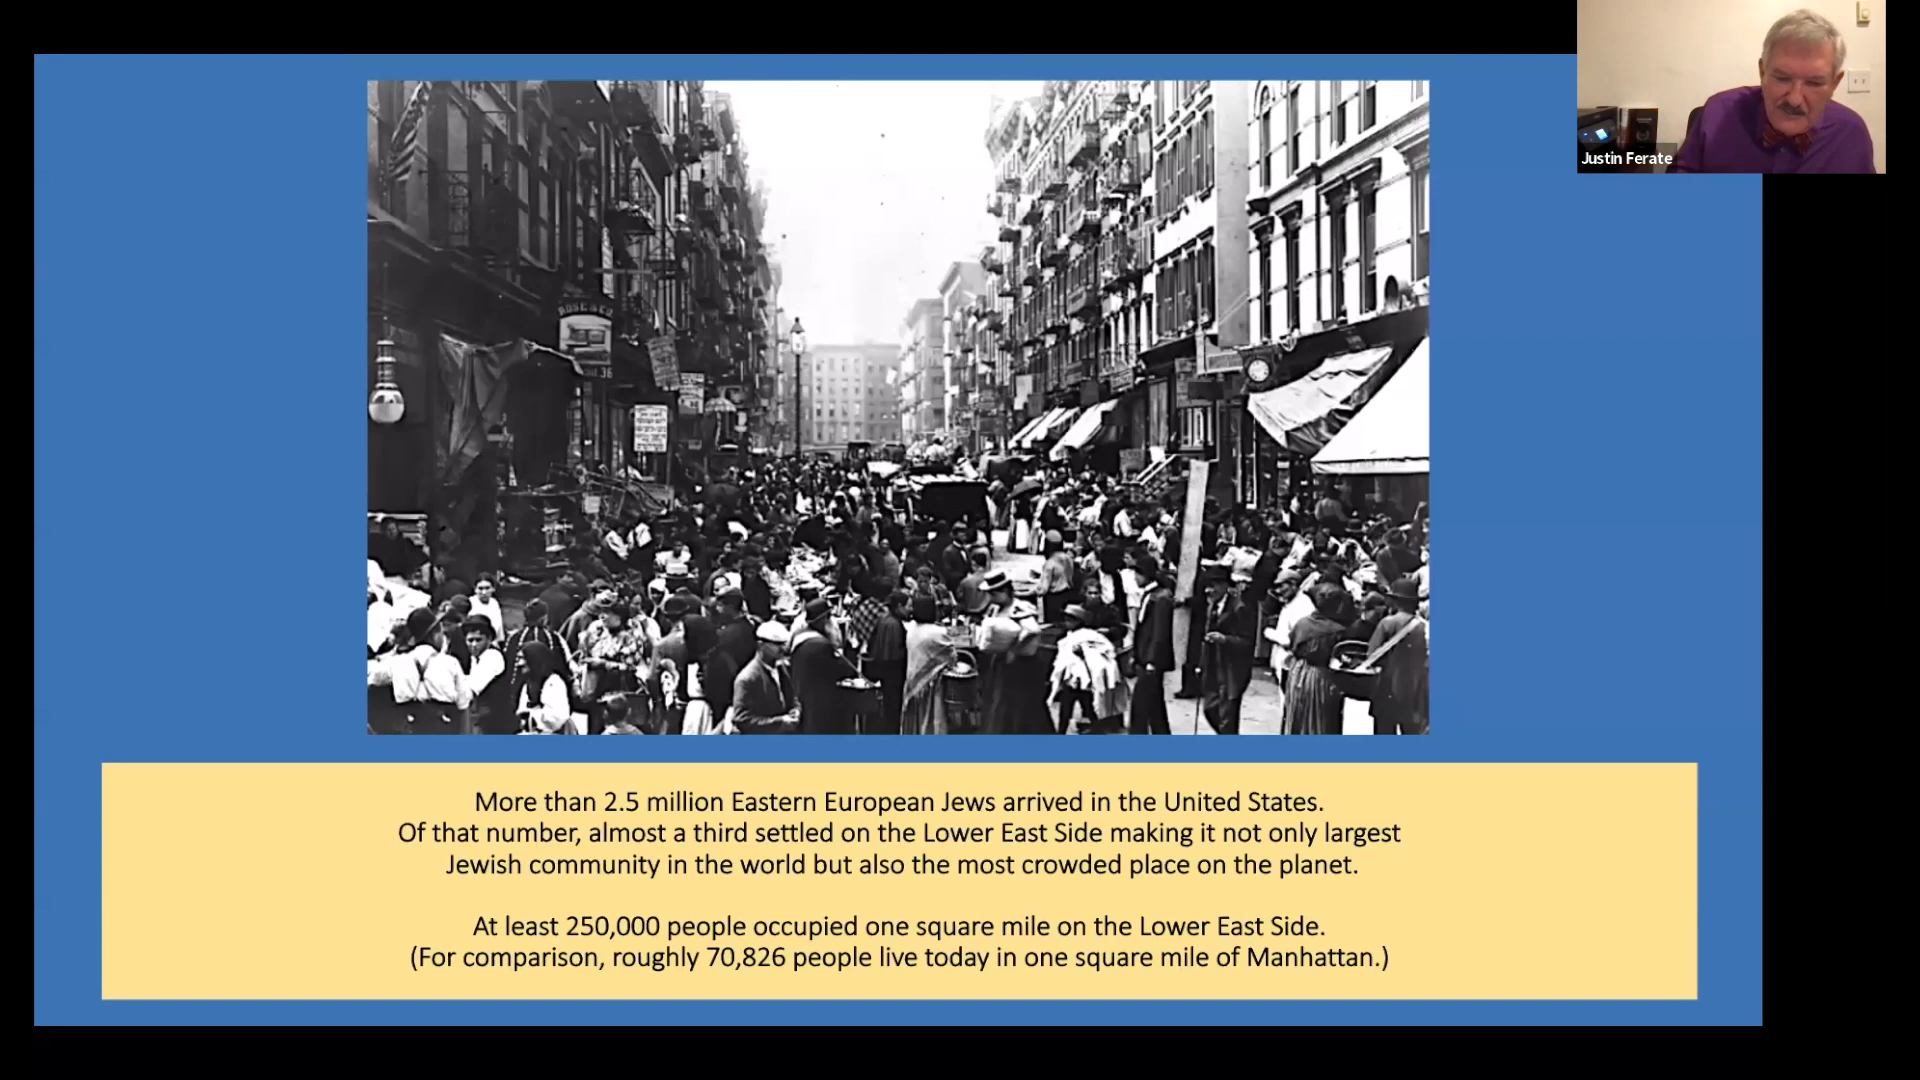 Justin Ferate
ROSE & CO.
36
More than 2.5 million Eastern European Jews arrived in the United States.
Of that number, almost a third settled on the Lower East Side making it not only largest
Jewish community in the world but also the most crowded place on the planet.
At least 250,000 people occupied one square mile on the Lower East Side.
(For comparison, roughly 70,826 people live today in one square mile of Manhattan.)